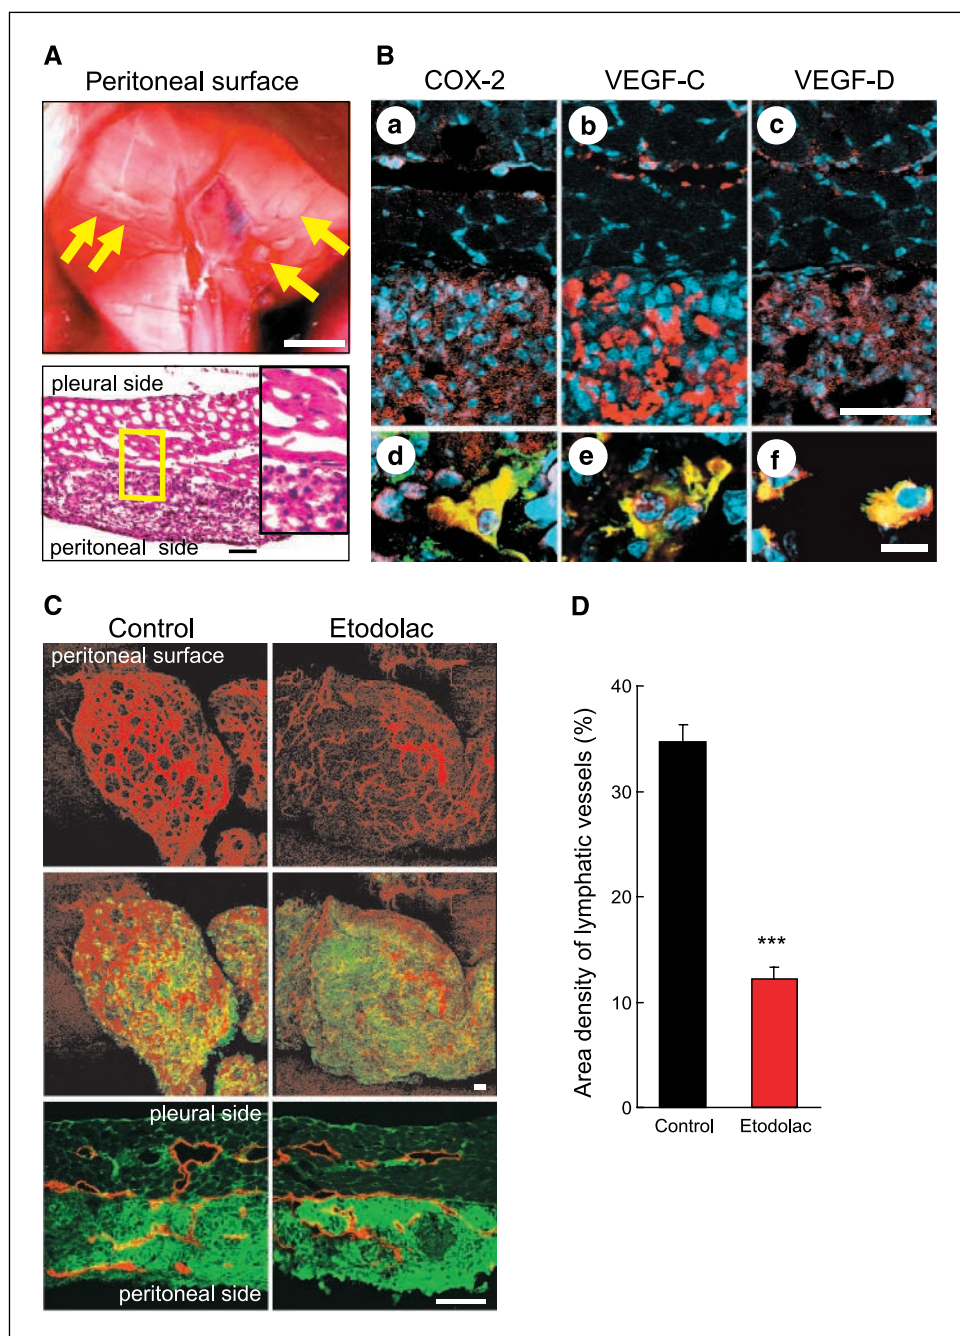 A
Peritoneal surface
pleural side
peritoneal side
B
COX-2 VEGF-C VEGF-D
a b c
d e f
C
Control Etodolac
peritoneal surface
pleural side
peritoneal side
D
Area density of lymphatic vessels (%)
40
30
20
10
0
***
Control Etodolac